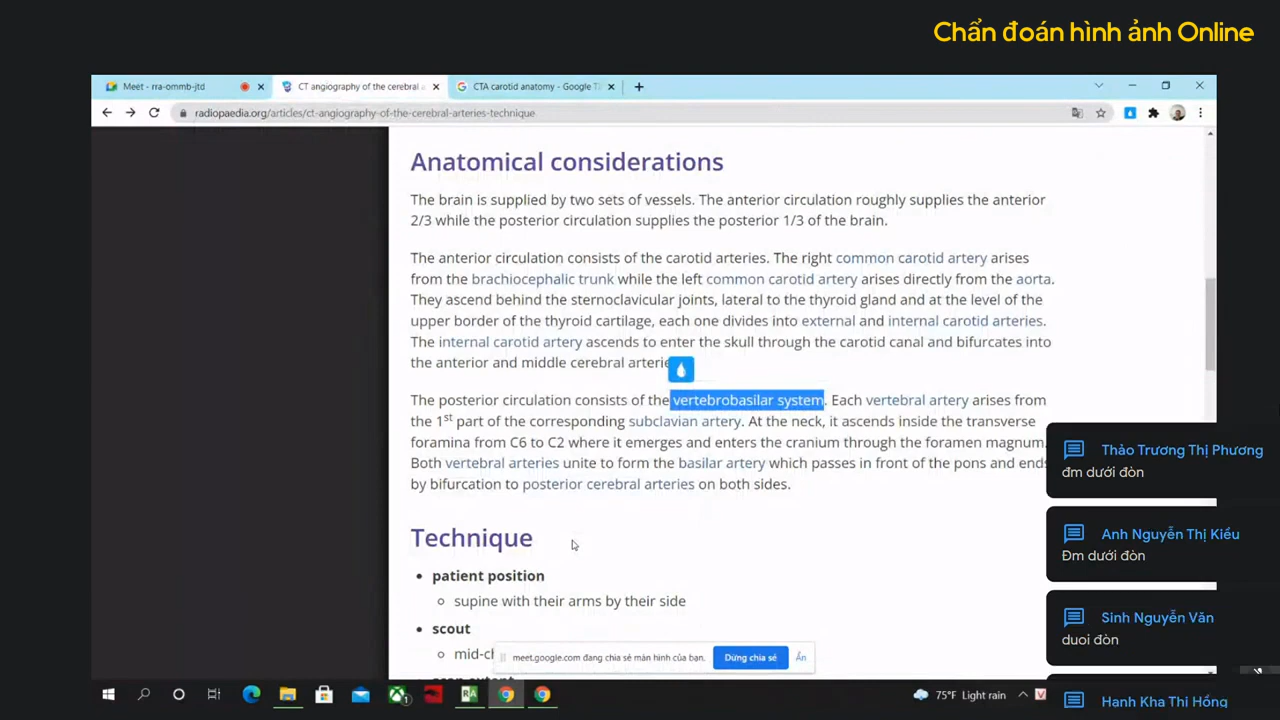 Chẩn đoán hình ảnh Online
Meet - rra-ommb-jtd
CT angiography of the cerebral a
CTA carotid anatomy - Google T
radiopaedia.org/articles/ct-angiography-of-the-cerebral-arteries-technique
Anatomical considerations
The brain is supplied by two sets of vessels. The anterior circulation roughly supplies the anterior
2/3 while the posterior circulation supplies the posterior 1/3 of the brain.
The anterior circulation consists of the carotid arteries. The right common carotid artery arises
from the brachiocephalic trunk while the left common carotid artery arises directly from the aorta.
They ascend behind the sternoclavicular joints, lateral to the thyroid gland and at the level of the
upper border of the thyroid cartilage, each one divides into external and internal carotid arteries.
The internal carotid artery ascends to enter the skull through the carotid canal and bifurcates into
the anterior and middle cerebral arterie
The posterior circulation consists of the vertebrobasilar system. Each vertebral artery arises from
the 1st part of the corresponding subclavian artery. At the neck, it ascends inside the transverse
foramina from C6 to C2 where it emerges and enters the cranium through the foramen magnum.
Both vertebral arteries unite to form the basilar artery which passes in front of the pons and ends
by bifurcation to posterior cerebral arteries on both sides.
Technique
• patient position
supine with their arms by their side
• scout
mid-c
meet.google.com đang chia sẻ màn hình của bạn.
Dừng chia sẻ
Ẩn
Thảo Trương Thị Phương
đm dưới đòn
Anh Nguyễn Thị Kiều
Đm dưới đòn
Sinh Nguyễn Văn
duoi đòn
Hạnh Kha Thị Hồng
75°F Light rain